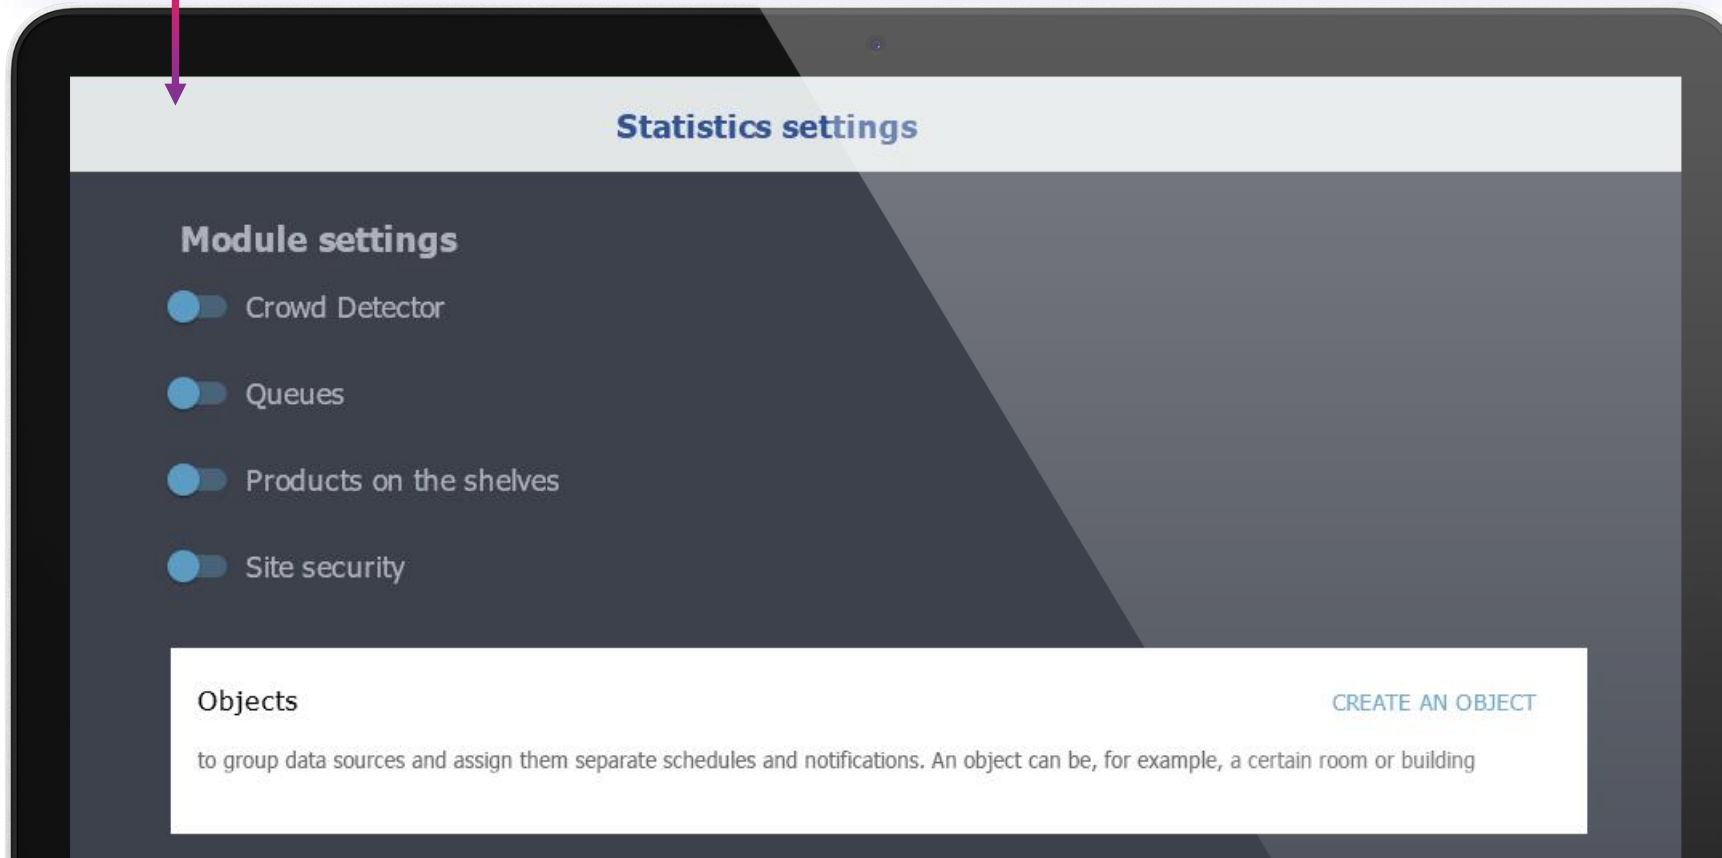 Statistics settings
Module settings
Crowd Detector
Queues
Products on the shelves
Site security
Objects
CREATE AN OBJECT
to group data sources and assign them separate schedules and notifications. An object can be, for example, a certain room or building